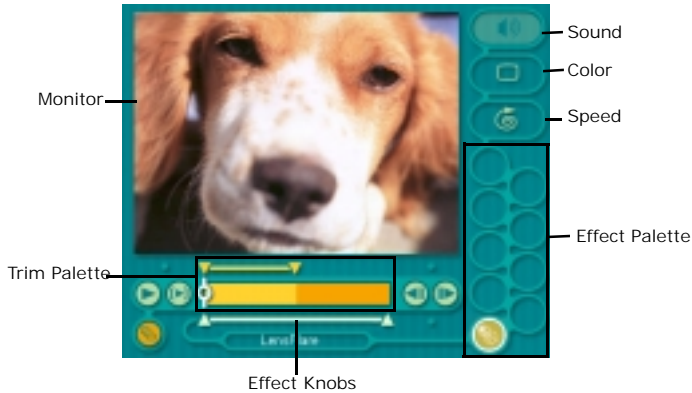 Sound
Color
Monitor
Speed
Effect Palette
Trim Palette
LensFlare
Effect Knobs